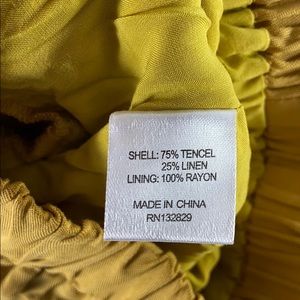 SHELL: 75% TENCEL
25% LINEN
LINING: 100% RAYON
MADE IN CHINA
RN132829